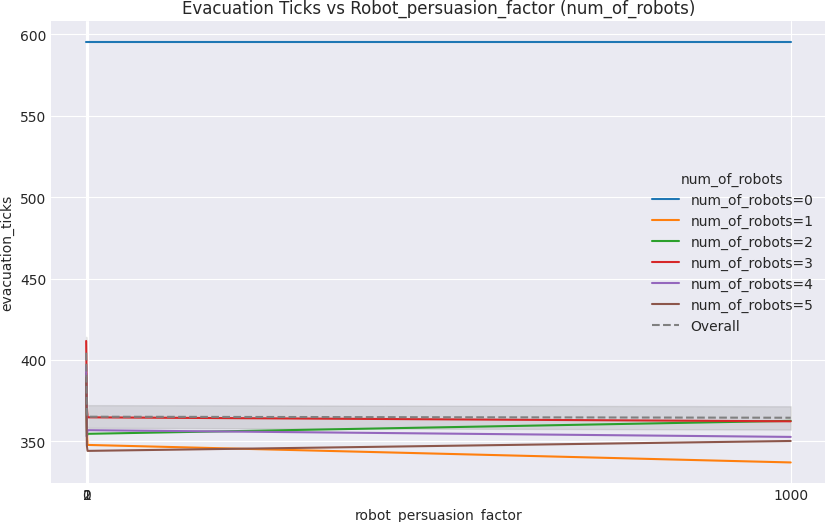 Evacuation Ticks vs Robot_persuasion_factor (num_of_robots)
600
550
500
450
400
350
evacuation_ticks
num_of_robots
num_of_robots=0
num_of_robots=1
num_of_robots=2
num_of_robots=3
num_of_robots=4
num_of_robots=5
Overall
1000
robot_persuasion_factor